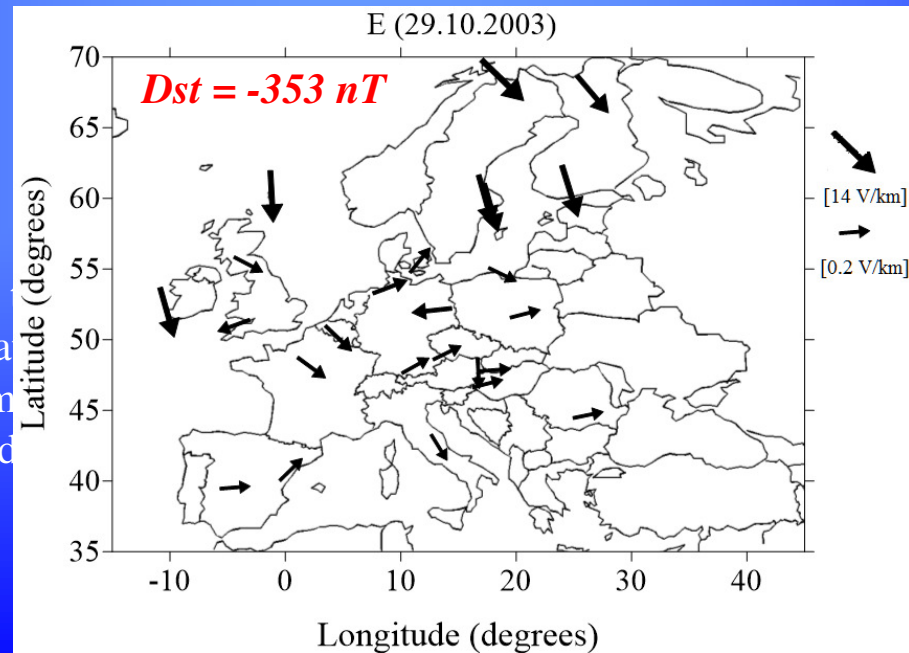 E (29.10.2003)
Dst = -353 nT
70
65
60
55
50
45
40
35
Latitude (degrees)
-10 0 10 20 30 40
Longitude (degrees)
[14 V/km]
[0.2 V/km]